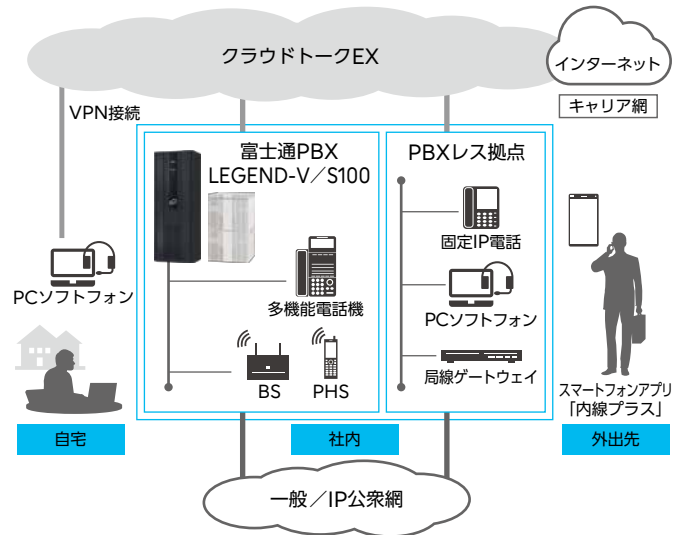 クラウドトークEX
インターネット
キャリア網
VPN接続
富士通PBX
LEGEND-V／S100
PBXレス拠点
固定IP電話
PCソフトフォン
多機能電話機
PCソフトフォン
BS
PHS
局線ゲートウェイ
スマートフォンアプリ
「内線プラス」
自宅
社内
外出先
一般／IP公衆網